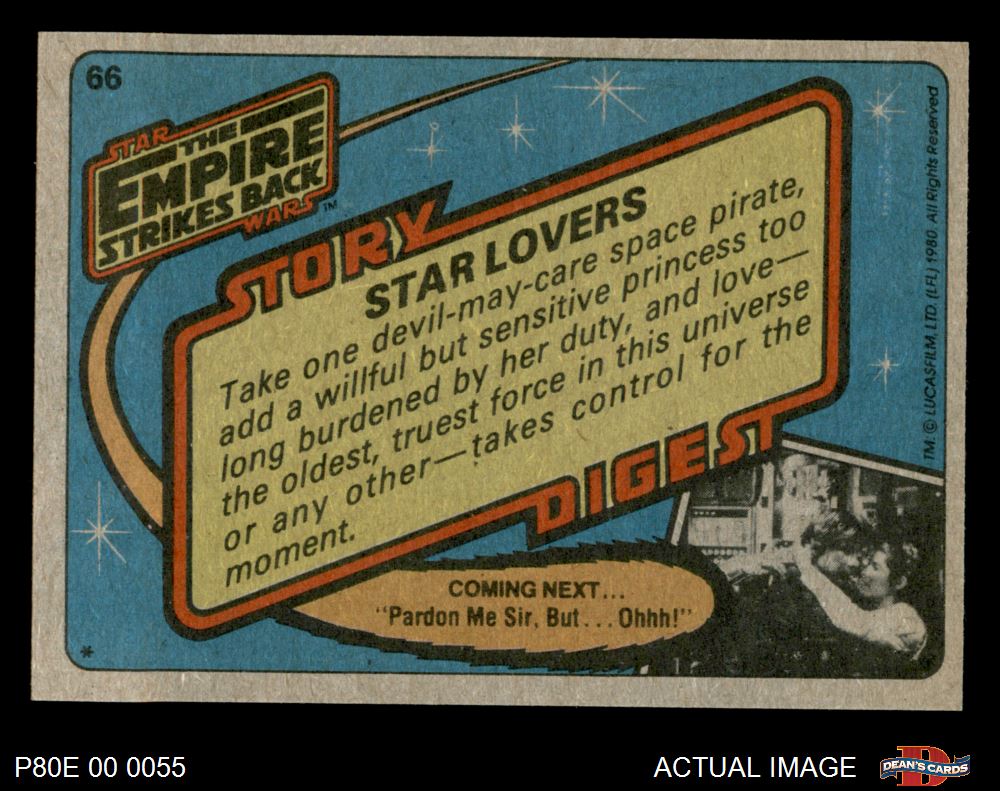 66
STAR
THE
EMPIRE
STRIKES BACK
WARS™
STORY
STAR LOVERS
Take one devil-may-care space pirate,
add a willful but sensitive princess too
long burdened by her duty, and love—
the oldest, truest force in this universe
or any other—takes control for the
moment.
DIGEST
COMING NEXT...
"Pardon Me Sir, But... Ohhh!"
*
TM: © LUCASFILM, LTD. (LFL) 1980. All Rights Reserved
P80E 00 0055
ACTUAL IMAGE
D
DEAN'S CARDS